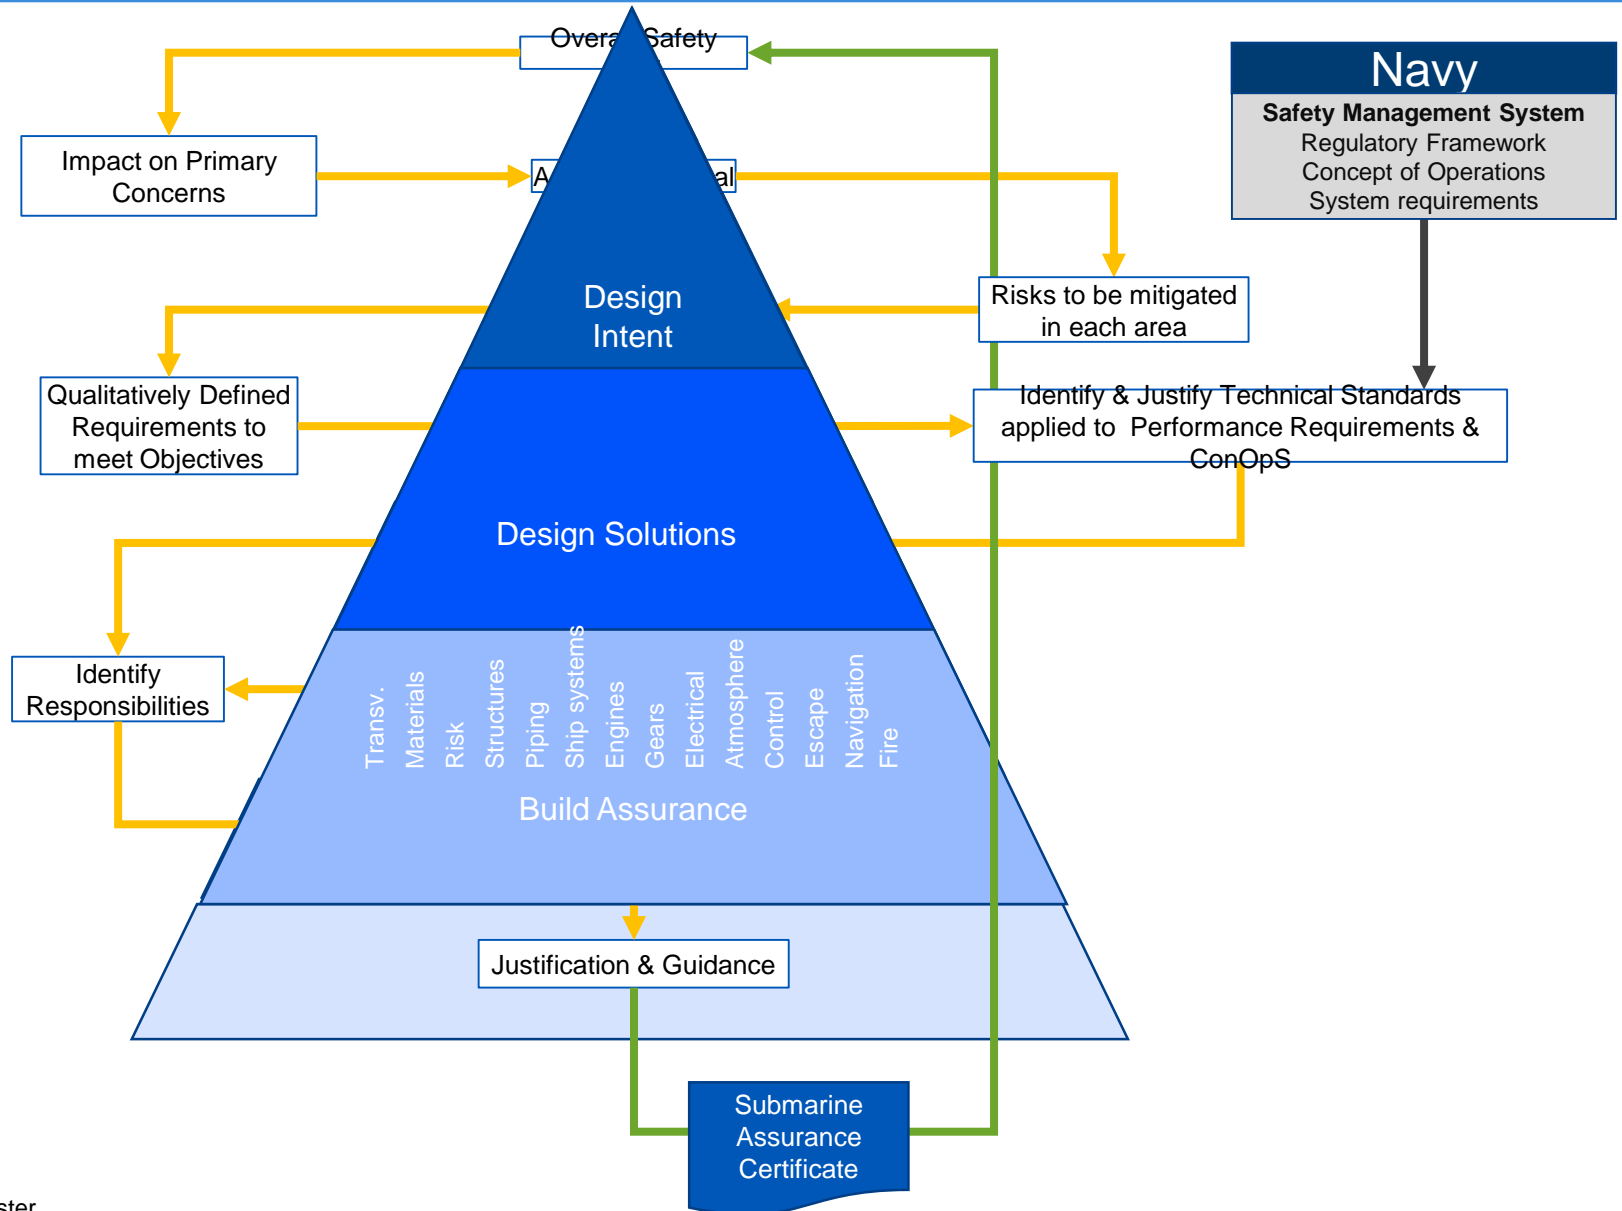 Safety
Navy
Safety Management System
Regulatory Framework
Concept of Operations
System requirements
Impact on Primary
Concerns
Design
Intent
Risks to be mitigated
in each area
Qualitatively Defined
Requirements to
meet Objectives
Identify & Justify Technical Standards
applied to Performance Requirements &
ConOpS
Design Solutions
Identify
Responsibilities
Transv.
Materials
Risk
Structures
Piping
Ship systems
Engines
Gears
Electrical
Atmosphere
Control
Escape
Navigation
Fire
Build Assurance
Justification & Guidance
Submarine
Assurance
Certificate